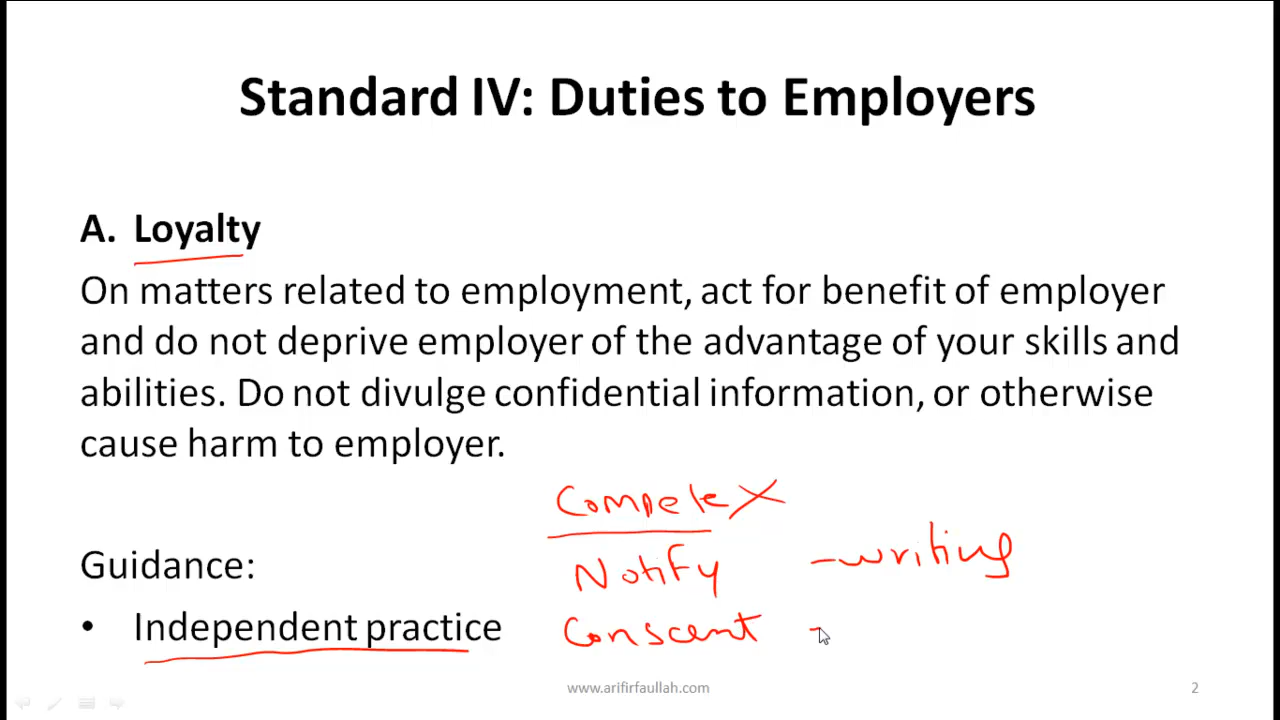 Standard IV: Duties to Employers
A. Loyalty
On matters related to employment, act for benefit of employer
and do not deprive employer of the advantage of your skills and
abilities. Do not divulge confidential information, or otherwise
cause harm to employer.
Compete X
Notify - writing
Guidance:
• Independent practice Conscent -
www.arifirfaullah.com 2